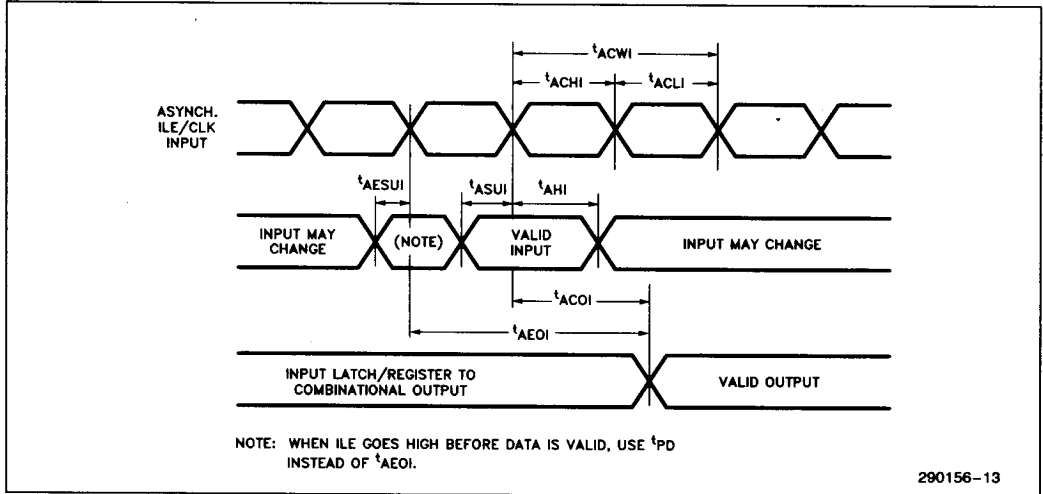 tACWI
tACHI
tACLI
ASYNCH.
ILE/CLK
INPUT
tAESUI
tASUI
tAHI
INPUT MAY
CHANGE
(NOTE)
VALID
INPUT
INPUT MAY CHANGE
tACOI
tAEOI
INPUT LATCH/REGISTER TO
COMBINATIONAL OUTPUT
VALID OUTPUT
NOTE: WHEN ILE GOES HIGH BEFORE DATA IS VALID, USE tPD
INSTEAD OF tAEOI.
290156-13